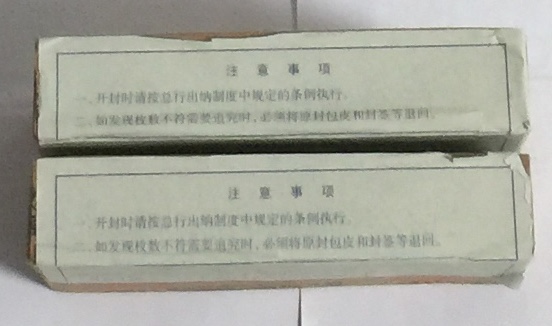 注意事项
一、开封时请按总行出纳制度中规定的条例执行。
二、如发现枚数不符需要追究时，必须将原封包皮和封签等退回。
注意事项
一、开封时请按总行出纳制度中规定的条例执行
二、如发现枚数不符需要追究时，必须将原封包皮和封签等退回。